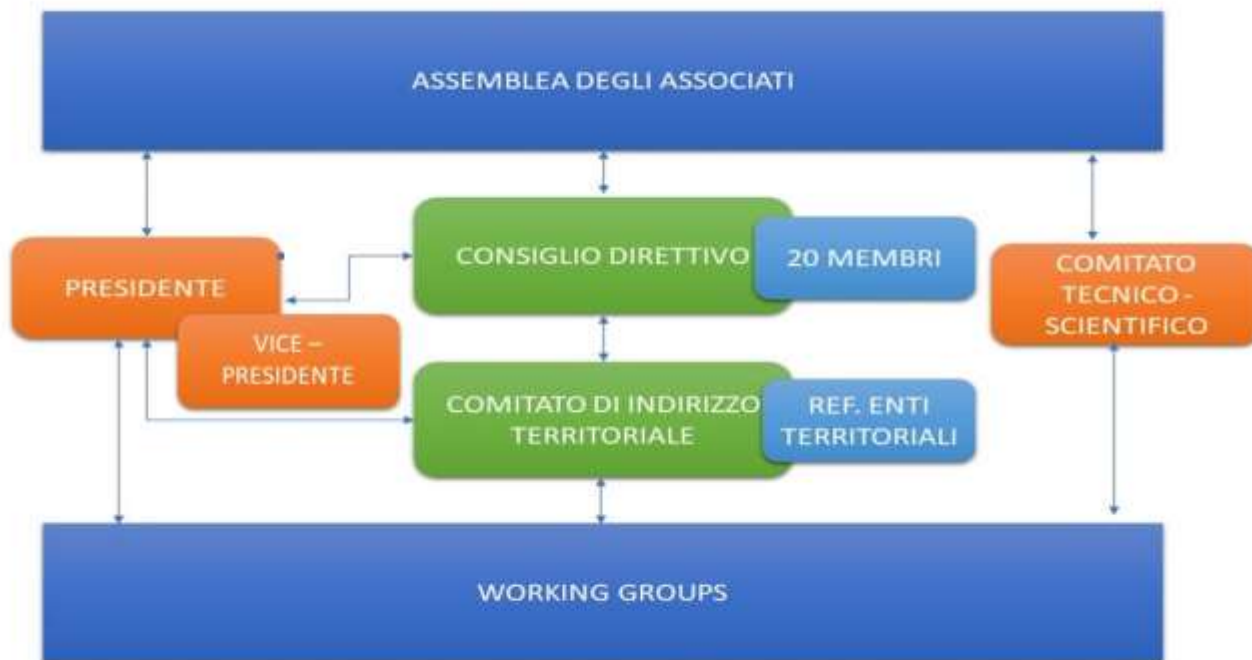 ASSEMBLEA DEGLI ASSOCIATI
CONSIGLIO DIRETTIVO
20 MEMBRI
PRESIDENTE
COMITATO
TECNICO -
SCIENTIFICO
VICE –
PRESIDENTE
COMITATO DI INDIRIZZO
TERRITORIALE
REF. ENTI
TERRITORIALI
WORKING GROUPS